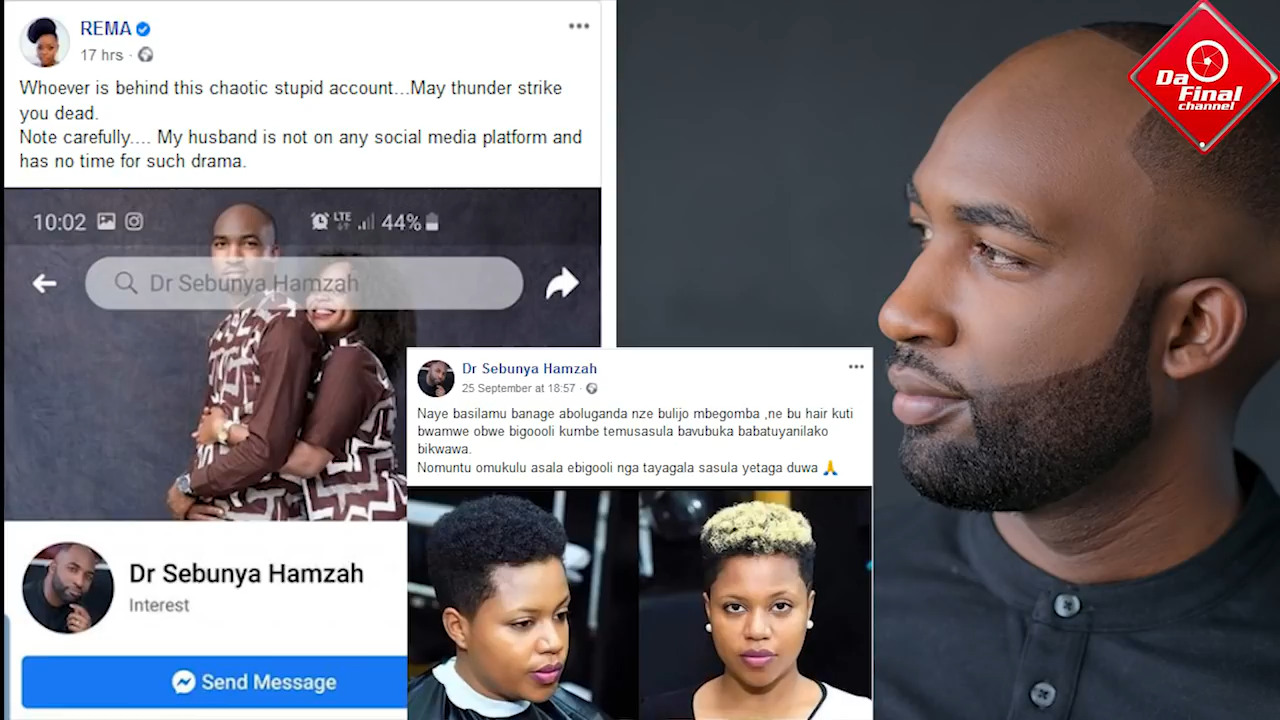 REMA
17 hrs ·
Whoever is behind this chaotic stupid account...May thunder strike
you dead.
Note carefully.... My husband is not on any social media platform and
has no time for such drama.
10:02
LTE
44%
Dr Sebunya Hamzah
Dr Sebunya Hamzah
Interest
Send Message
Dr Sebunya Hamzah
25 September at 18:57 ·
Naye basilamu banage aboluganda nze bulijo mbegomba ,ne bu hair kuti
bwamwe obwe bigoooli kumbe temusasula bavubuka babatuyanilako
bikwawa.
Nomuntu omukulu asala ebigooli nga tayagala sasula yetaga duwa 🙏
Da
Final
channel